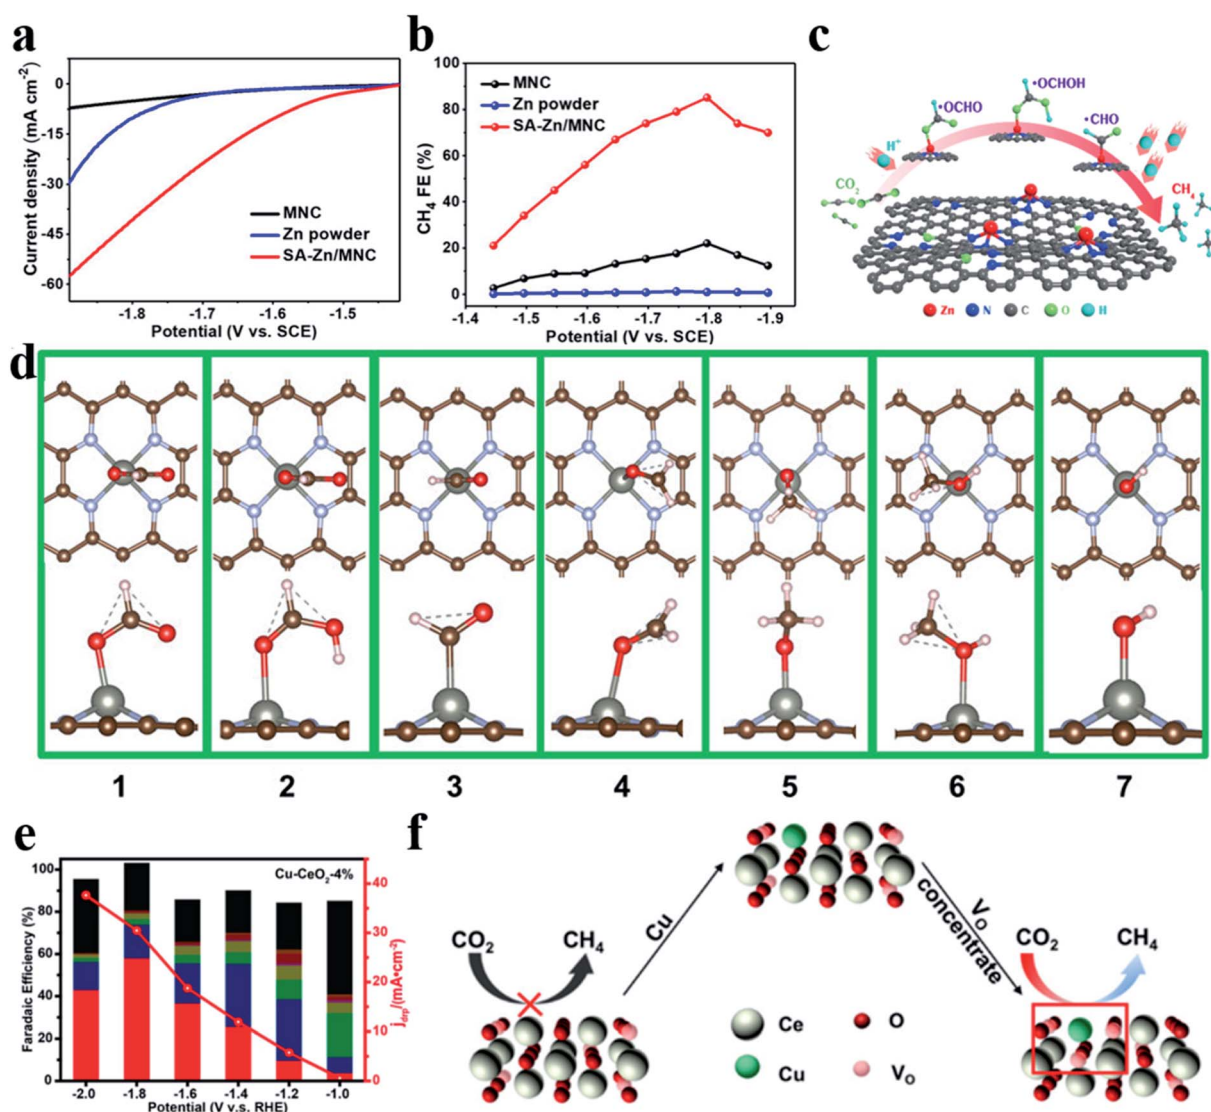 a
Current density (mA cm⁻²)
0
-15
-30
-45
-60
MNC
Zn powder
SA-Zn/MNC
-1.8
-1.7
-1.6
-1.5
Potential (V vs. SCE)
b
CH₄ FE (%)
100
80
60
40
20
0
MNC
Zn powder
SA-Zn/MNC
-1.4
-1.5
-1.6
-1.7
-1.8
-1.9
Potential (V vs. SCE)
c
•OCHO
•OCHOH
•CHO
H⁺
CO₂
CH₄
Zn N C O H
d
1 2 3 4 5 6 7
e
Faradaic Efficiency (%)
100
80
60
40
20
0
Cu-CeO₂-4%
40
30
20
10
0
j_drp/(mA•cm⁻²)
-2.0
-1.8
-1.6
-1.4
-1.2
-1.0
Potential (V v.s. RHE)
f
CO₂ CH₄
Cu
V_O
concentrate
CO₂ CH₄
Ce O
Cu V_O